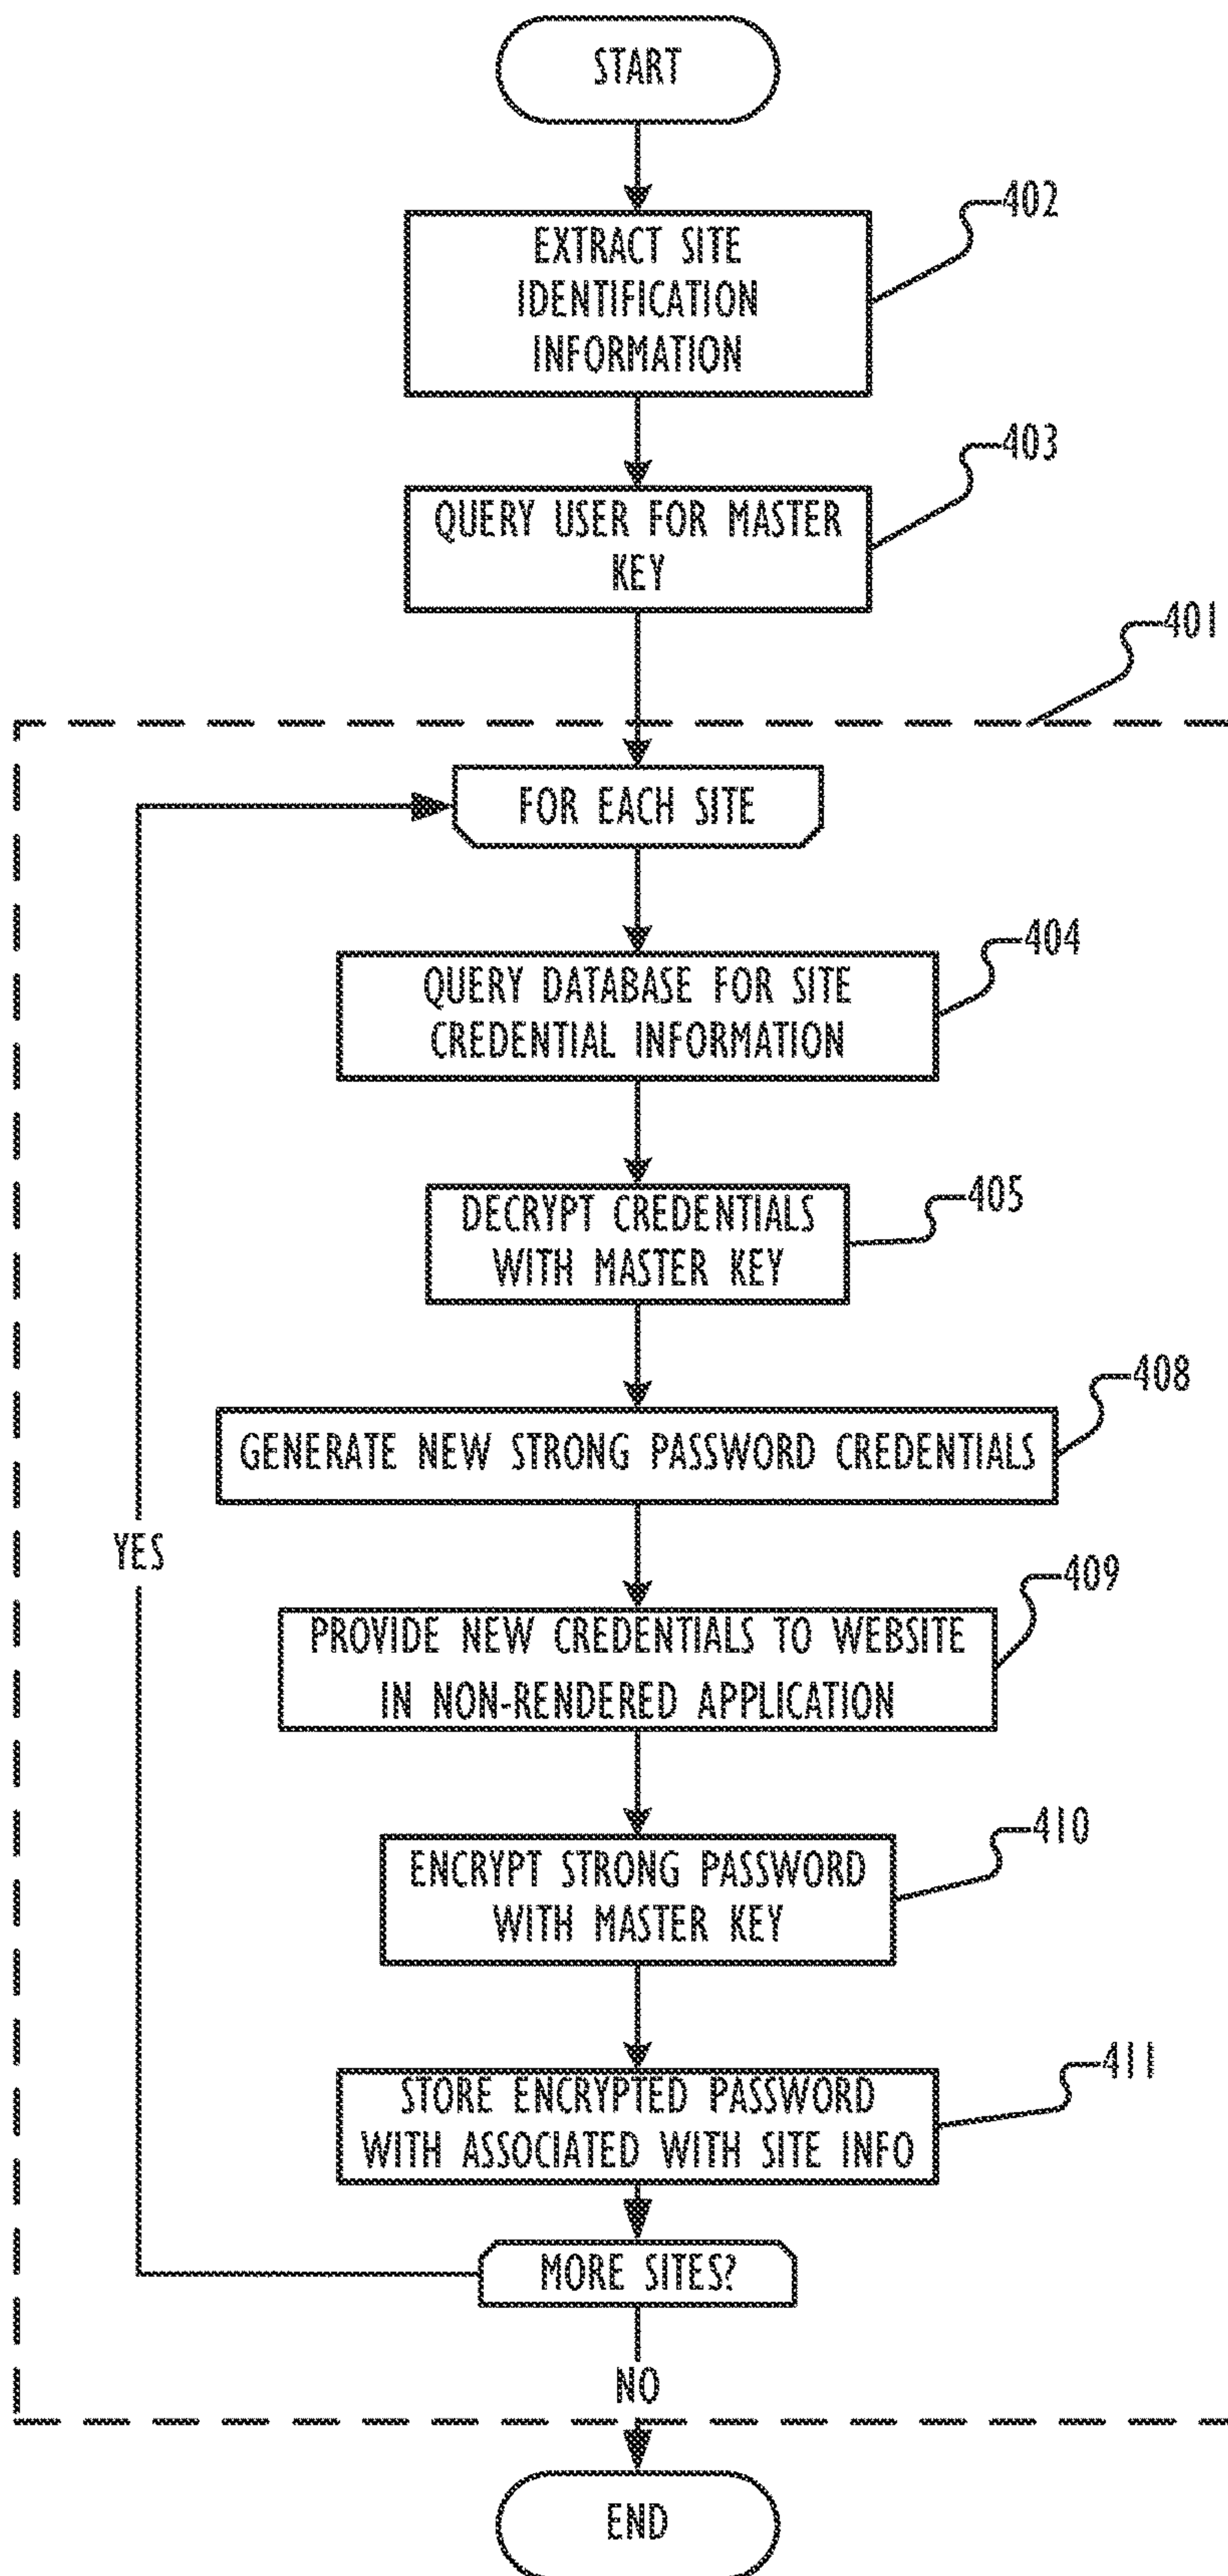 START
402
EXTRACT SITE
IDENTIFICATION
INFORMATION
403
QUERY USER FOR MASTER
KEY
401
FOR EACH SITE
404
QUERY DATABASE FOR SITE
CREDENTIAL INFORMATION
405
DECRYPT CREDENTIALS
WITH MASTER KEY
408
GENERATE NEW STRONG PASSWORD CREDENTIALS
YES
409
PROVIDE NEW CREDENTIALS TO WEBSITE
IN NON-RENDERED APPLICATION
410
ENCRYPT STRONG PASSWORD
WITH MASTER KEY
411
STORE ENCRYPTED PASSWORD
WITH ASSOCIATED WITH SITE INFO
MORE SITES?
NO
END